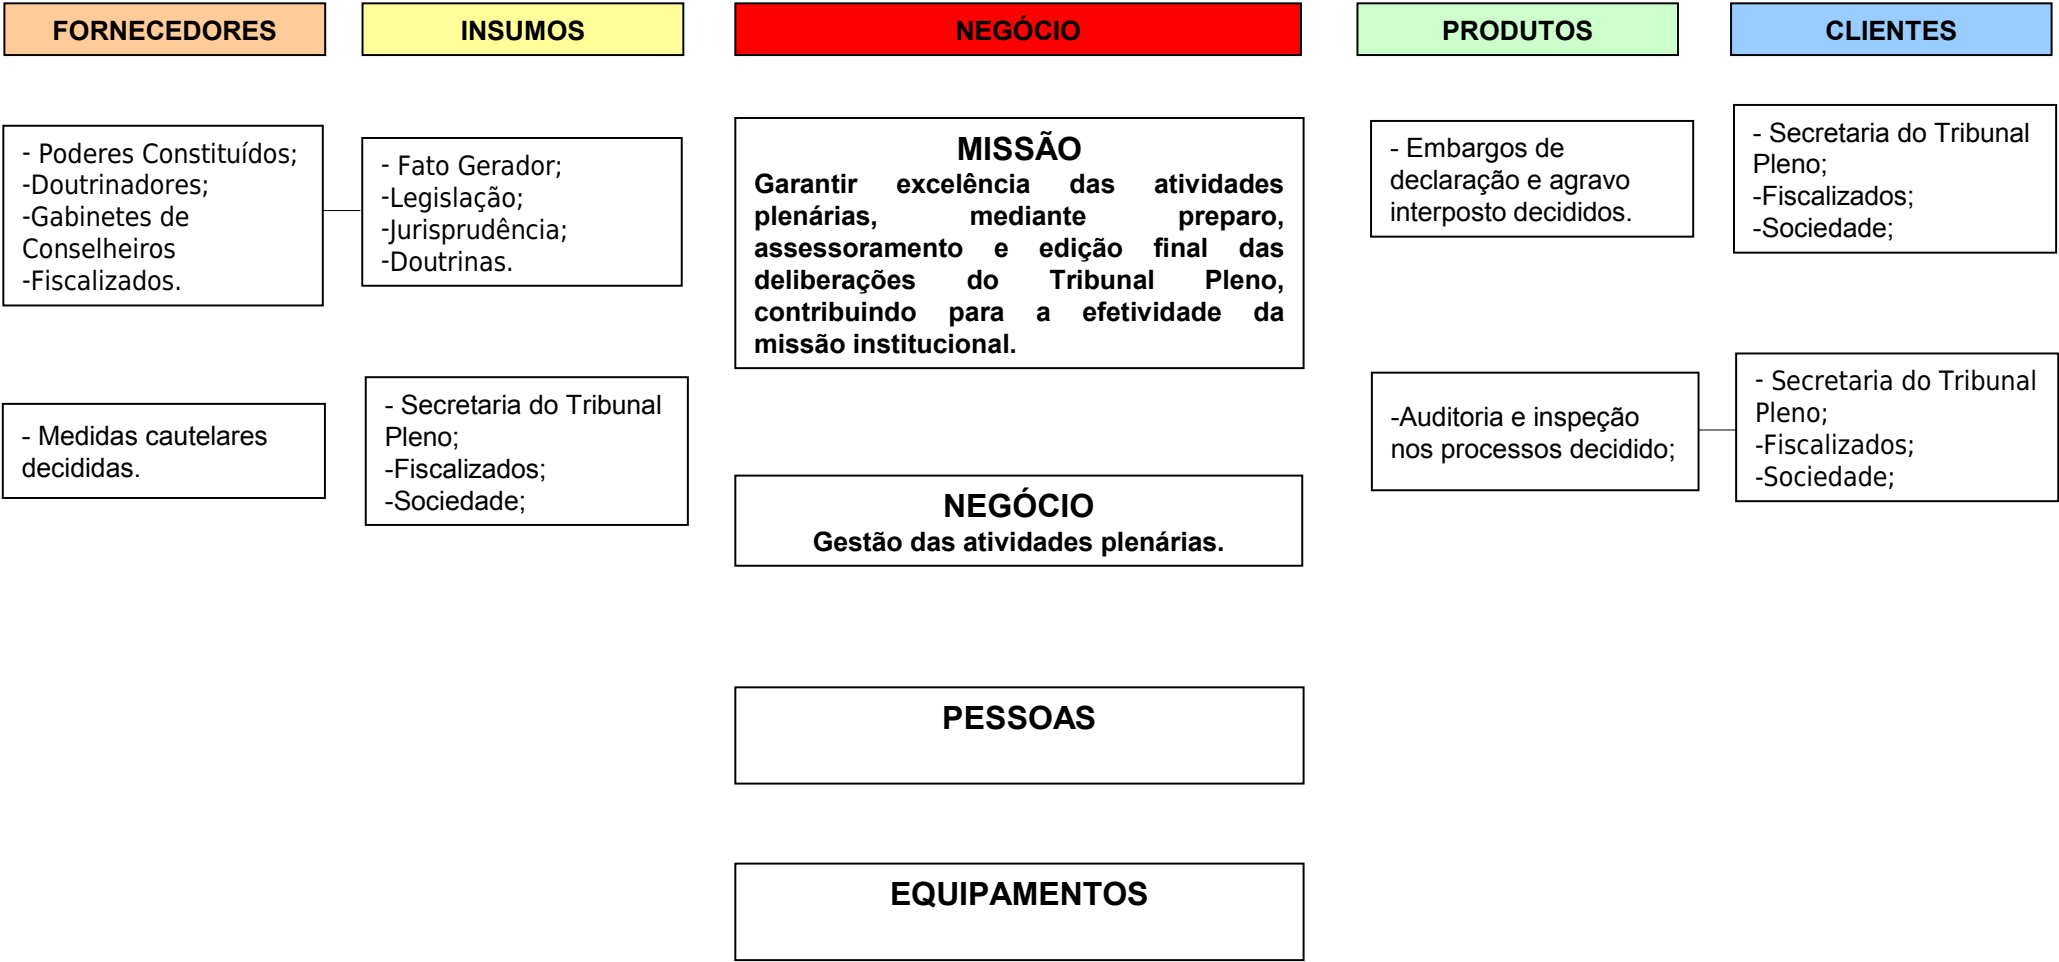 FORNECEDORES
INSUMOS
NEGÓCIO
PRODUTOS
CLIENTES
- Poderes Constituídos;
-Doutrinadores;
-Gabinetes de
Conselheiros
-Fiscalizados.
- Fato Gerador;
-Legislação;
-Jurisprudência;
-Doutrinas.
MISSÃO
Garantir excelência das atividades
plenárias, mediante preparo,
assessoramento e edição final das
deliberações do Tribunal Pleno,
contribuindo para a efetividade da
missão institucional.
- Embargos de
declaração e agravo
interposto decididos.
- Secretaria do Tribunal
Pleno;
-Fiscalizados;
-Sociedade;
- Medidas cautelares
decididas.
- Secretaria do Tribunal
Pleno;
-Fiscalizados;
-Sociedade;
NEGÓCIO
Gestão das atividades plenárias.
-Auditoria e inspeção
nos processos decidido;
- Secretaria do Tribunal
Pleno;
-Fiscalizados;
-Sociedade;
PESSOAS
EQUIPAMENTOS